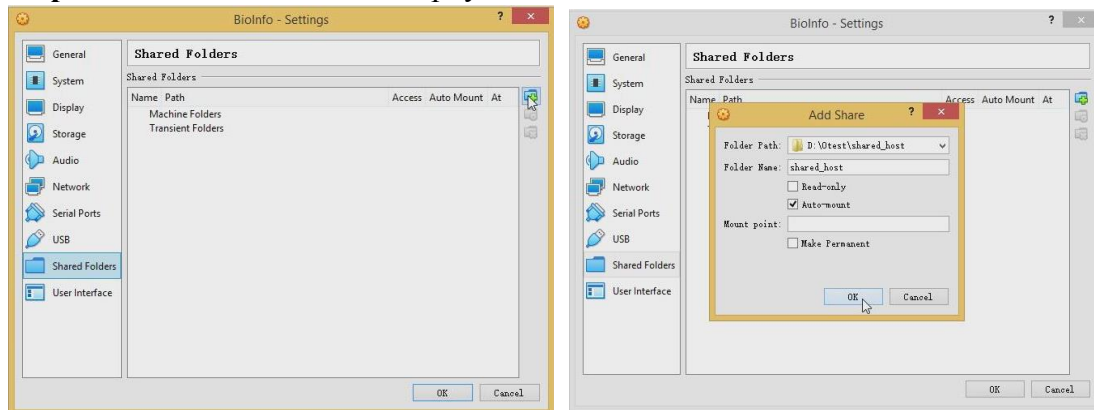 BioInfo - Settings ? ×
General
System
Display
Storage
Audio
Network
Serial Ports
USB
Shared Folders
User Interface
Shared Folders
Shared Folders
Name Path Access Auto Mount At
Machine Folders
Transient Folders
OK Cancel
BioInfo - Settings ? ×
General
System
Display
Storage
Audio
Network
Serial Ports
USB
Shared Folders
User Interface
Shared Folders
Shared Folders
Name Path Access Auto Mount At
Add Share ? ×
Folder Path: D:\0test\shared_host
Folder Name: shared_host
Read-only
Auto-mount
Mount point:
Make Permanent
OK Cancel
OK Cancel